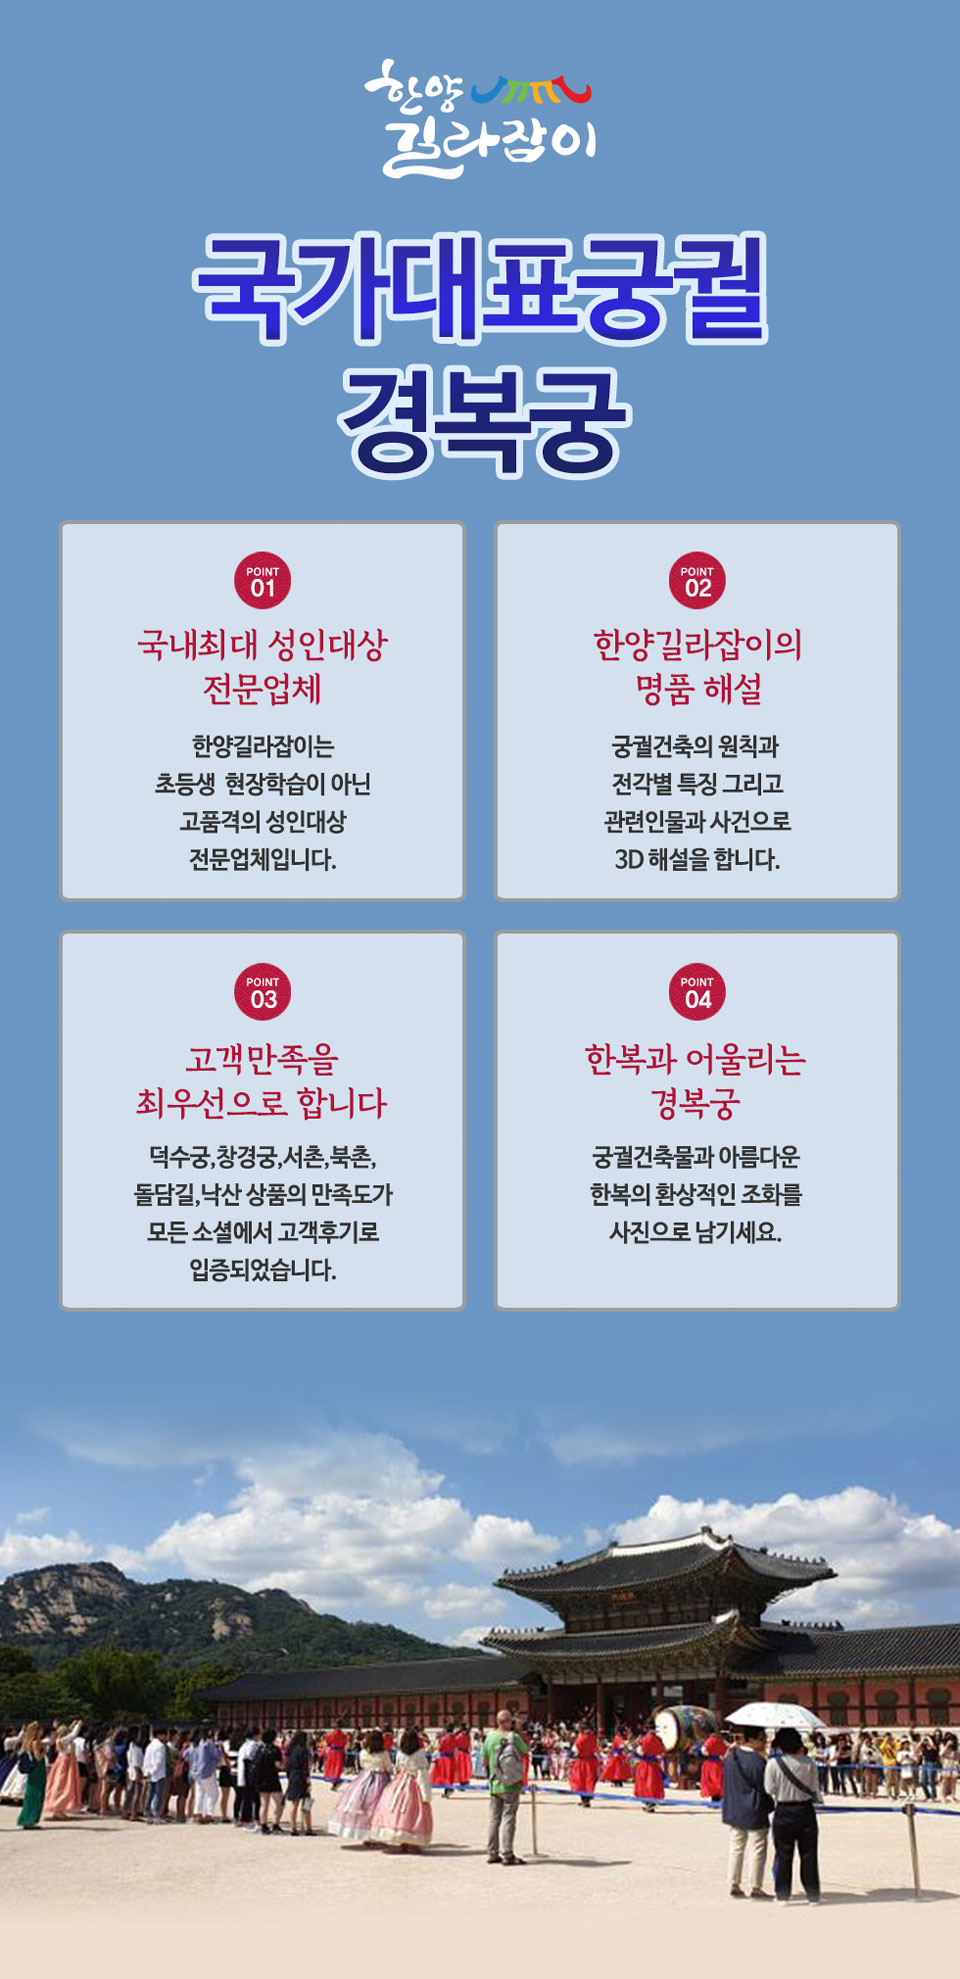 한양
길라잡이
국가대표궁궐
경복궁
POINT
01
국내최대 성인대상
전문업체
한양길라잡이는
초등생 현장학습이 아닌
고품격의 성인대상
전문업체입니다.
POINT
02
한양길라잡이의
명품 해설
궁궐건축의 원칙과
전각별 특징 그리고
관련인물과 사건으로
3D 해설을 합니다.
POINT
03
고객만족을
최우선으로 합니다
덕수궁,창경궁,서촌,북촌,
돌담길,낙산 상품의 만족도가
모든 소셜에서 고객후기로
입증되었습니다.
POINT
04
한복과 어울리는
경복궁
궁궐건축물과 아름다운
한복의 환상적인 조화를
사진으로 남기세요.